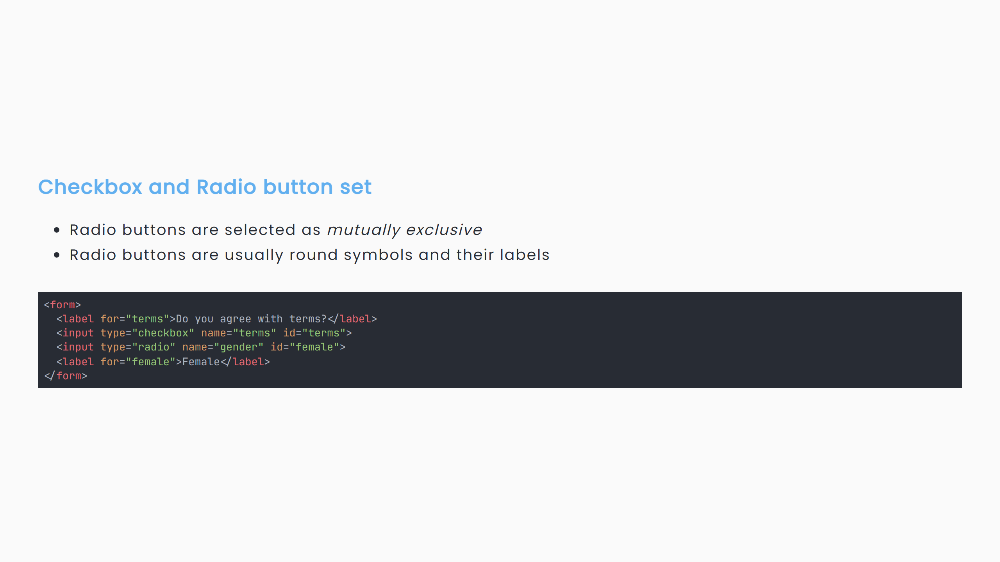 Checkbox and Radio button set
• Radio buttons are selected as mutually exclusive
• Radio buttons are usually round symbols and their labels
<form>
  <label for="terms">Do you agree with terms?</label>
  <input type="checkbox" name="terms" id="terms">
  <input type="radio" name="gender" id="female">
  <label for="female">Female</label>
</form>